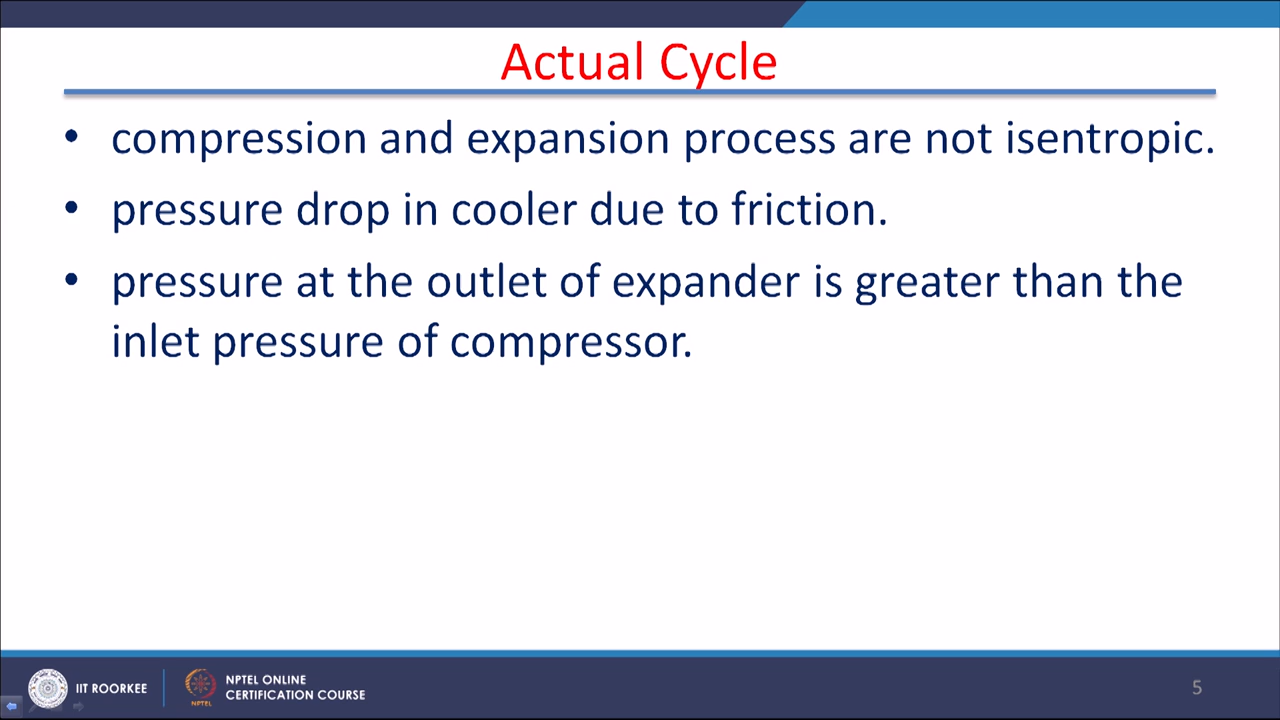 Actual Cycle
• compression and expansion process are not isentropic.
• pressure drop in cooler due to friction.
• pressure at the outlet of expander is greater than the
inlet pressure of compressor.
IIT ROORKEE
NPTEL
NPTEL ONLINE
CERTIFICATION COURSE
5